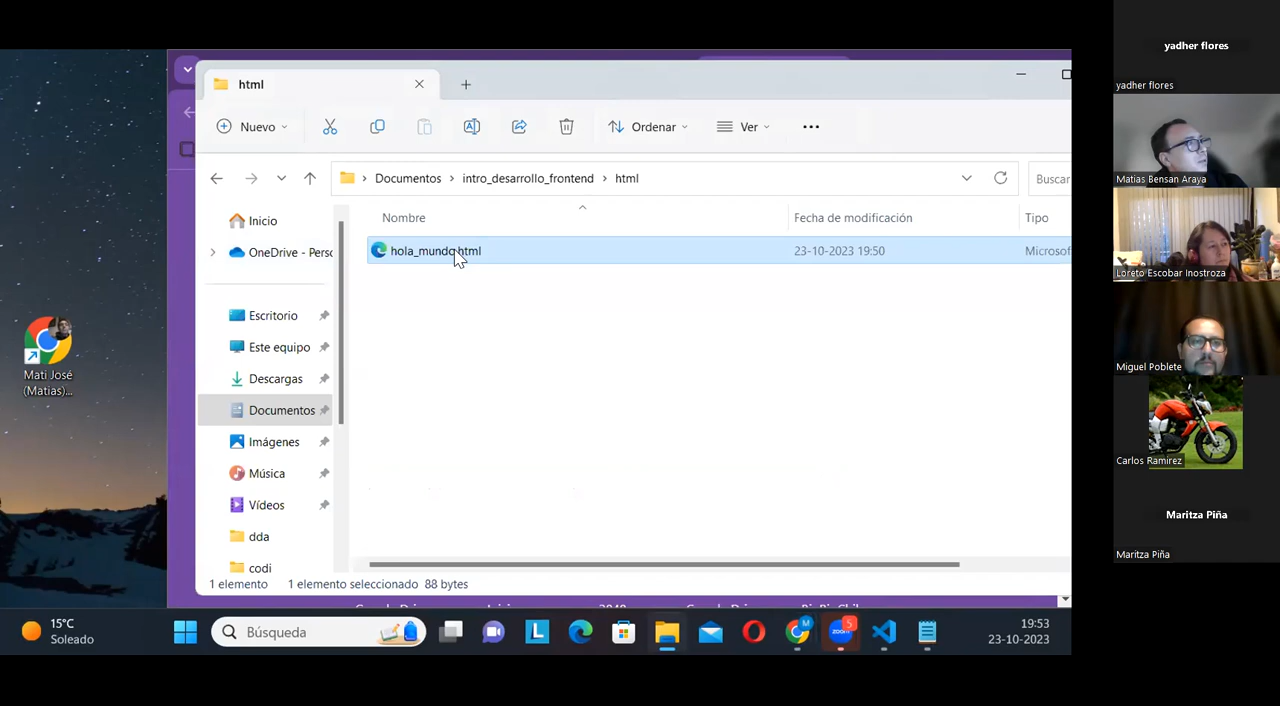 html
Nuevo
Ordenar
Ver
Documentos
intro_desarrollo_frontend
html
Buscar
Nombre
Fecha de modificación
Tipo
Inicio
OneDrive - Perso
hola_mundo.html
23-10-2023 19:50
Microsof
Escritorio
Este equipo
Descargas
Documentos
Imágenes
Música
Vídeos
dda
codi
1 elemento
1 elemento seleccionado
88 bytes
Mati José
(Matias)...
15°C
Soleado
Búsqueda
L
M
zoom
5
19:53
23-10-2023
yadher flores
yadher flores
Matias Bensan Araya
Loreto Escobar Inostroza
Miguel Poblete
Carlos Ramirez
Maritza Piña
Maritza Piña